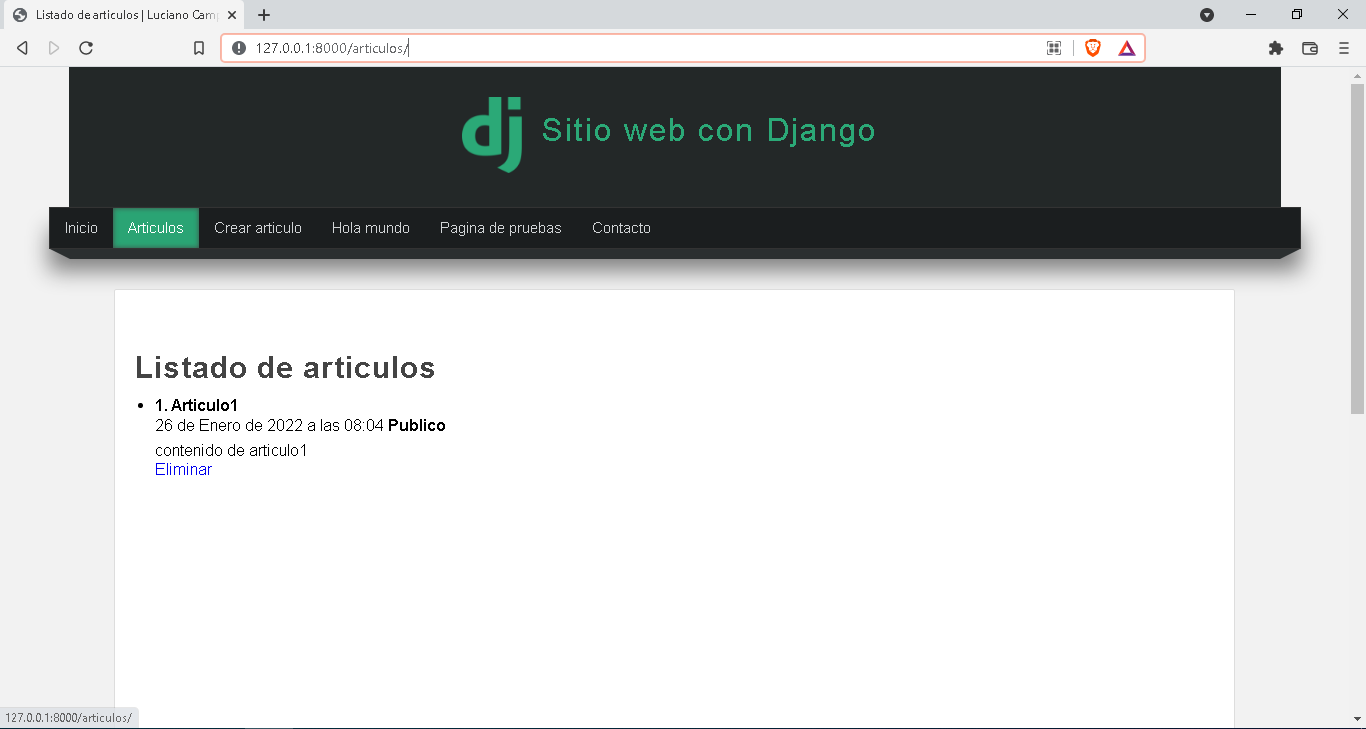 Listado de articulos | Luciano Cam
127.0.0.1:8000/articulos/
dj Sitio web con Django
Inicio Articulos Crear articulo Hola mundo Pagina de pruebas Contacto
Listado de articulos
• 1. Articulo1
26 de Enero de 2022 a las 08:04 Publico
contenido de articulo1
Eliminar
127.0.0.1:8000/articulos/